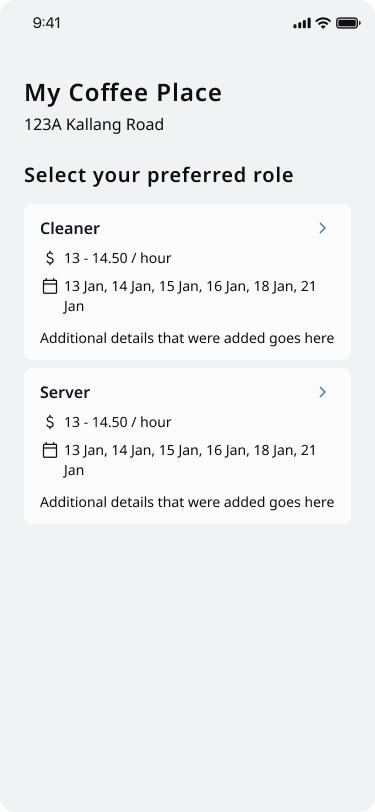 9:41
My Coffee Place
123A Kallang Road
Select your preferred role
Cleaner
$ 13 - 14.50 / hour
13 Jan, 14 Jan, 15 Jan, 16 Jan, 18 Jan, 21
Jan
Additional details that were added goes here
Server
$ 13 - 14.50 / hour
13 Jan, 14 Jan, 15 Jan, 16 Jan, 18 Jan, 21
Jan
Additional details that were added goes here